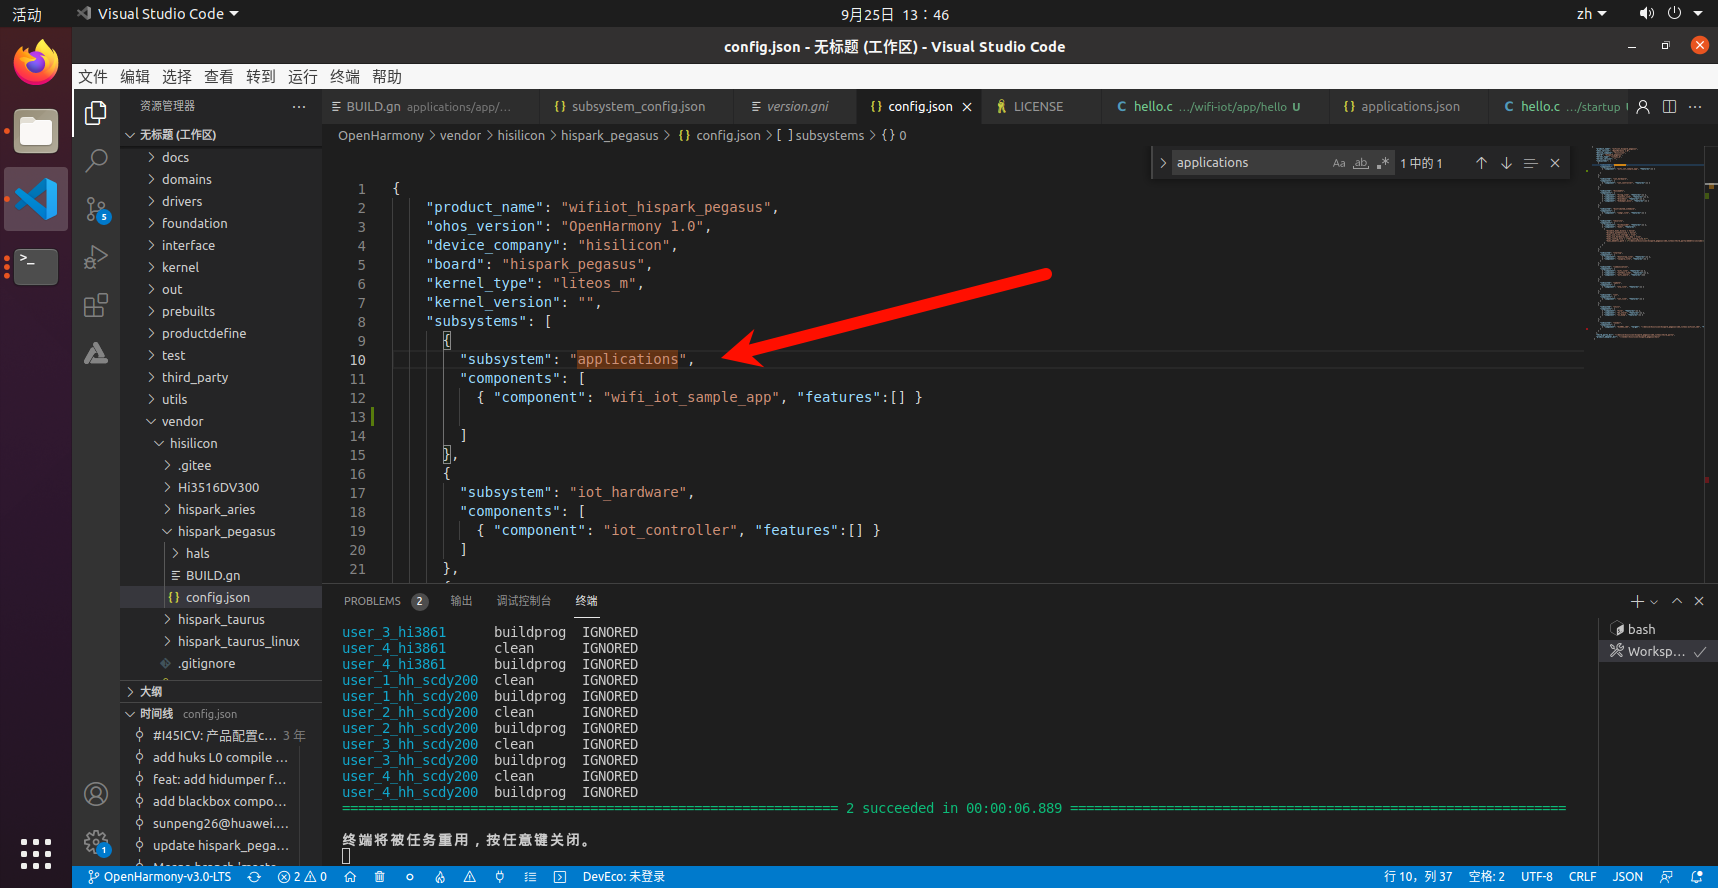 活动 Visual Studio Code 9月25日 13：46 zh
config.json - 无标题 (工作区) - Visual Studio Code
文件 编辑 选择 查看 转到 运行 终端 帮助
资源管理器 ···
BUILD.gn applications/app/... {} subsystem_config.json version.gni {} config.json LICENSE C hello.c .../wifi-iot/app/hello U {} applications.json C hello.c .../startup
无标题 (工作区)
OpenHarmony > vendor > hisilicon > hispark_pegasus > {} config.json > [ ] subsystems > {} 0
applications Aa ab 1 中的 1
docs
domains
drivers
foundation
interface
kernel
out
prebuilts
productdefine
test
third_party
utils
vendor
hisilicon
.gitee
Hi3516DV300
hispark_aries
hispark_pegasus
hals
BUILD.gn
{} config.json
hispark_taurus
hispark_taurus_linux
.gitignore
大纲
时间线 config.json
#I45ICV: 产品配置c... 3 年
add huks L0 compile ...
feat: add hidumper f...
add blackbox compo...
sunpeng26@huawei....
update hispark_pega...
5
1
1 {
2 "product_name": "wifiiot_hispark_pegasus",
3 "ohos_version": "OpenHarmony 1.0",
4 "device_company": "hisilicon",
5 "board": "hispark_pegasus",
6 "kernel_type": "liteos_m",
7 "kernel_version": "",
8 "subsystems": [
9 {
10 "subsystem": "applications",
11 "components": [
12 { "component": "wifi_iot_sample_app", "features":[] }
13
14 ]
15 },
16 {
17 "subsystem": "iot_hardware",
18 "components": [
19 { "component": "iot_controller", "features":[] }
20 ]
21 },
PROBLEMS 2 输出 调试控制台 终端
user_3_hi3861 buildprog IGNORED
user_4_hi3861 clean IGNORED
user_4_hi3861 buildprog IGNORED
user_1_hh_scdy200 clean IGNORED
user_1_hh_scdy200 buildprog IGNORED
user_2_hh_scdy200 clean IGNORED
user_2_hh_scdy200 buildprog IGNORED
user_3_hh_scdy200 clean IGNORED
user_3_hh_scdy200 buildprog IGNORED
user_4_hh_scdy200 clean IGNORED
user_4_hh_scdy200 buildprog IGNORED
============================================================== 2 succeeded in 00:00:06.889 ==============================================================
终端将被任务重用，按任意键关闭。
bash
Worksp...
OpenHarmony-v3.0-LTS 2 0 DevEco: 未登录 行 10，列 37 空格: 2 UTF-8 CRLF JSON